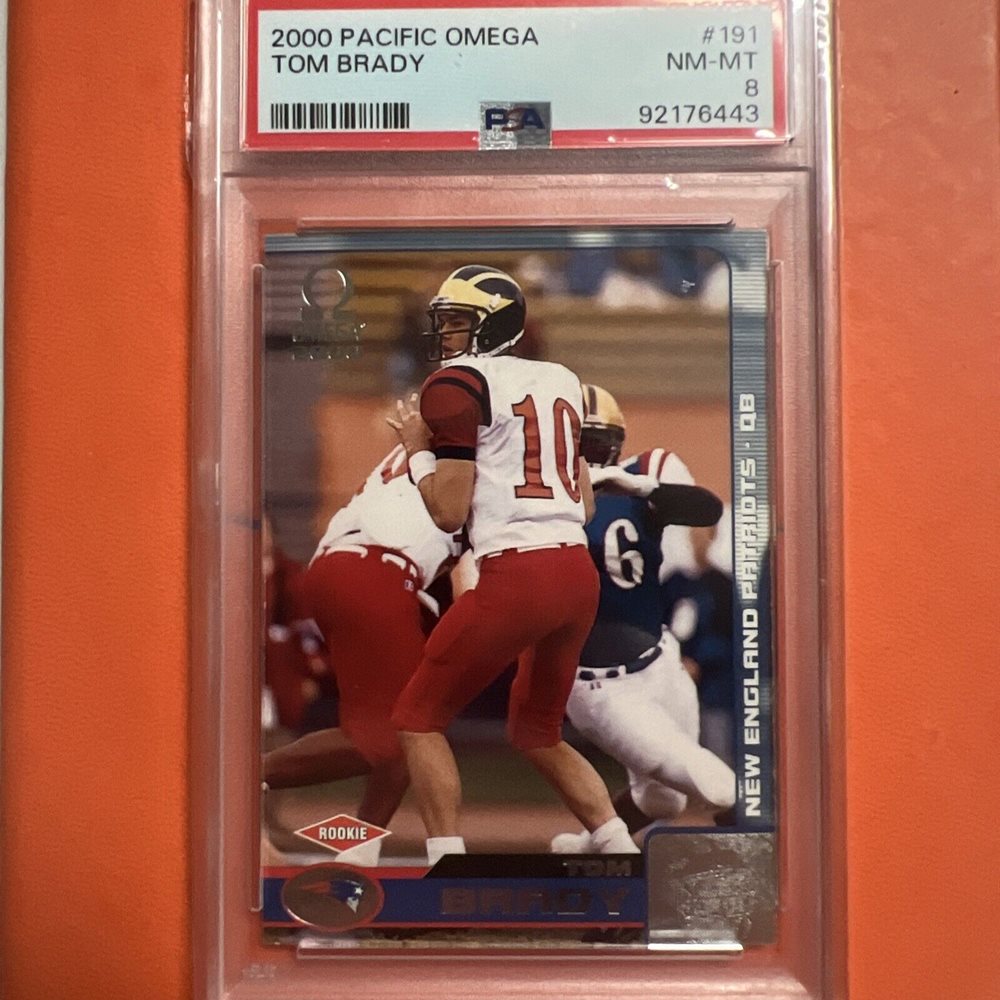 2000 PACIFIC OMEGA #191
TOM BRADY NM-MT
8
PSA 92176443
OMEGA
10
6
NEW ENGLAND PATRIOTS · QB
ROOKIE
TOM
BRADY